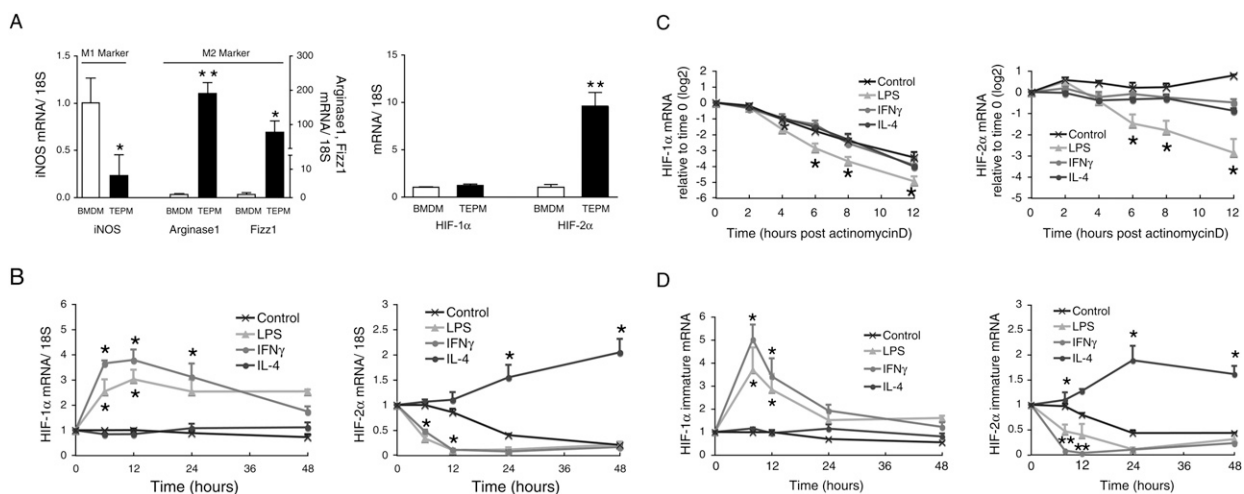 A
M1 Marker
M2 Marker
iNOS mRNA/ 18S
1.5
1.0
0.5
0.0
300
200
100
10
0
Arginase1, Fizz1
mRNA/ 18S
*
**
*
BMDM TEPM BMDM TEPM BMDM TEPM
iNOS Arginase1 Fizz1
mRNA/ 18S
12
10
8
6
4
2
0
**
BMDM TEPM BMDM TEPM
HIF-1α HIF-2α
B
HIF-1α mRNA/ 18S
6
5
4
3
2
1
0
Control
LPS
IFNγ
IL-4
* * *
* *
0 12 24 36 48
Time (hours)
HIF-2α mRNA/ 18S
3
2.5
2
1.5
1
0.5
0
Control
LPS
IFNγ
IL-4
* *
* *
0 12 24 36 48
Time (hours)
C
HIF-1α mRNA
relative to time 0 (log2)
2
1
0
-1
-2
-3
-4
-5
-6
Control
LPS
IFNγ
IL-4
* * * *
0 2 4 6 8 10 12
Time (hours post actinomycinD)
HIF-2α mRNA
relative to time 0 (log2)
2
1
0
-1
-2
-3
-4
-5
Control
LPS
IFNγ
IL-4
* * *
0 2 4 6 8 10 12
Time (hours post actinomycinD)
D
HIF-1α immature mRNA
6
5
4
3
2
1
0
Control
LPS
IFNγ
IL-4
* *
* *
0 12 24 36 48
Time (hours)
HIF-2α immature mRNA
3
2.5
2
1.5
1
0.5
0
Control
LPS
IFNγ
IL-4
* * *
** **
0 12 24 36 48
Time (hours)